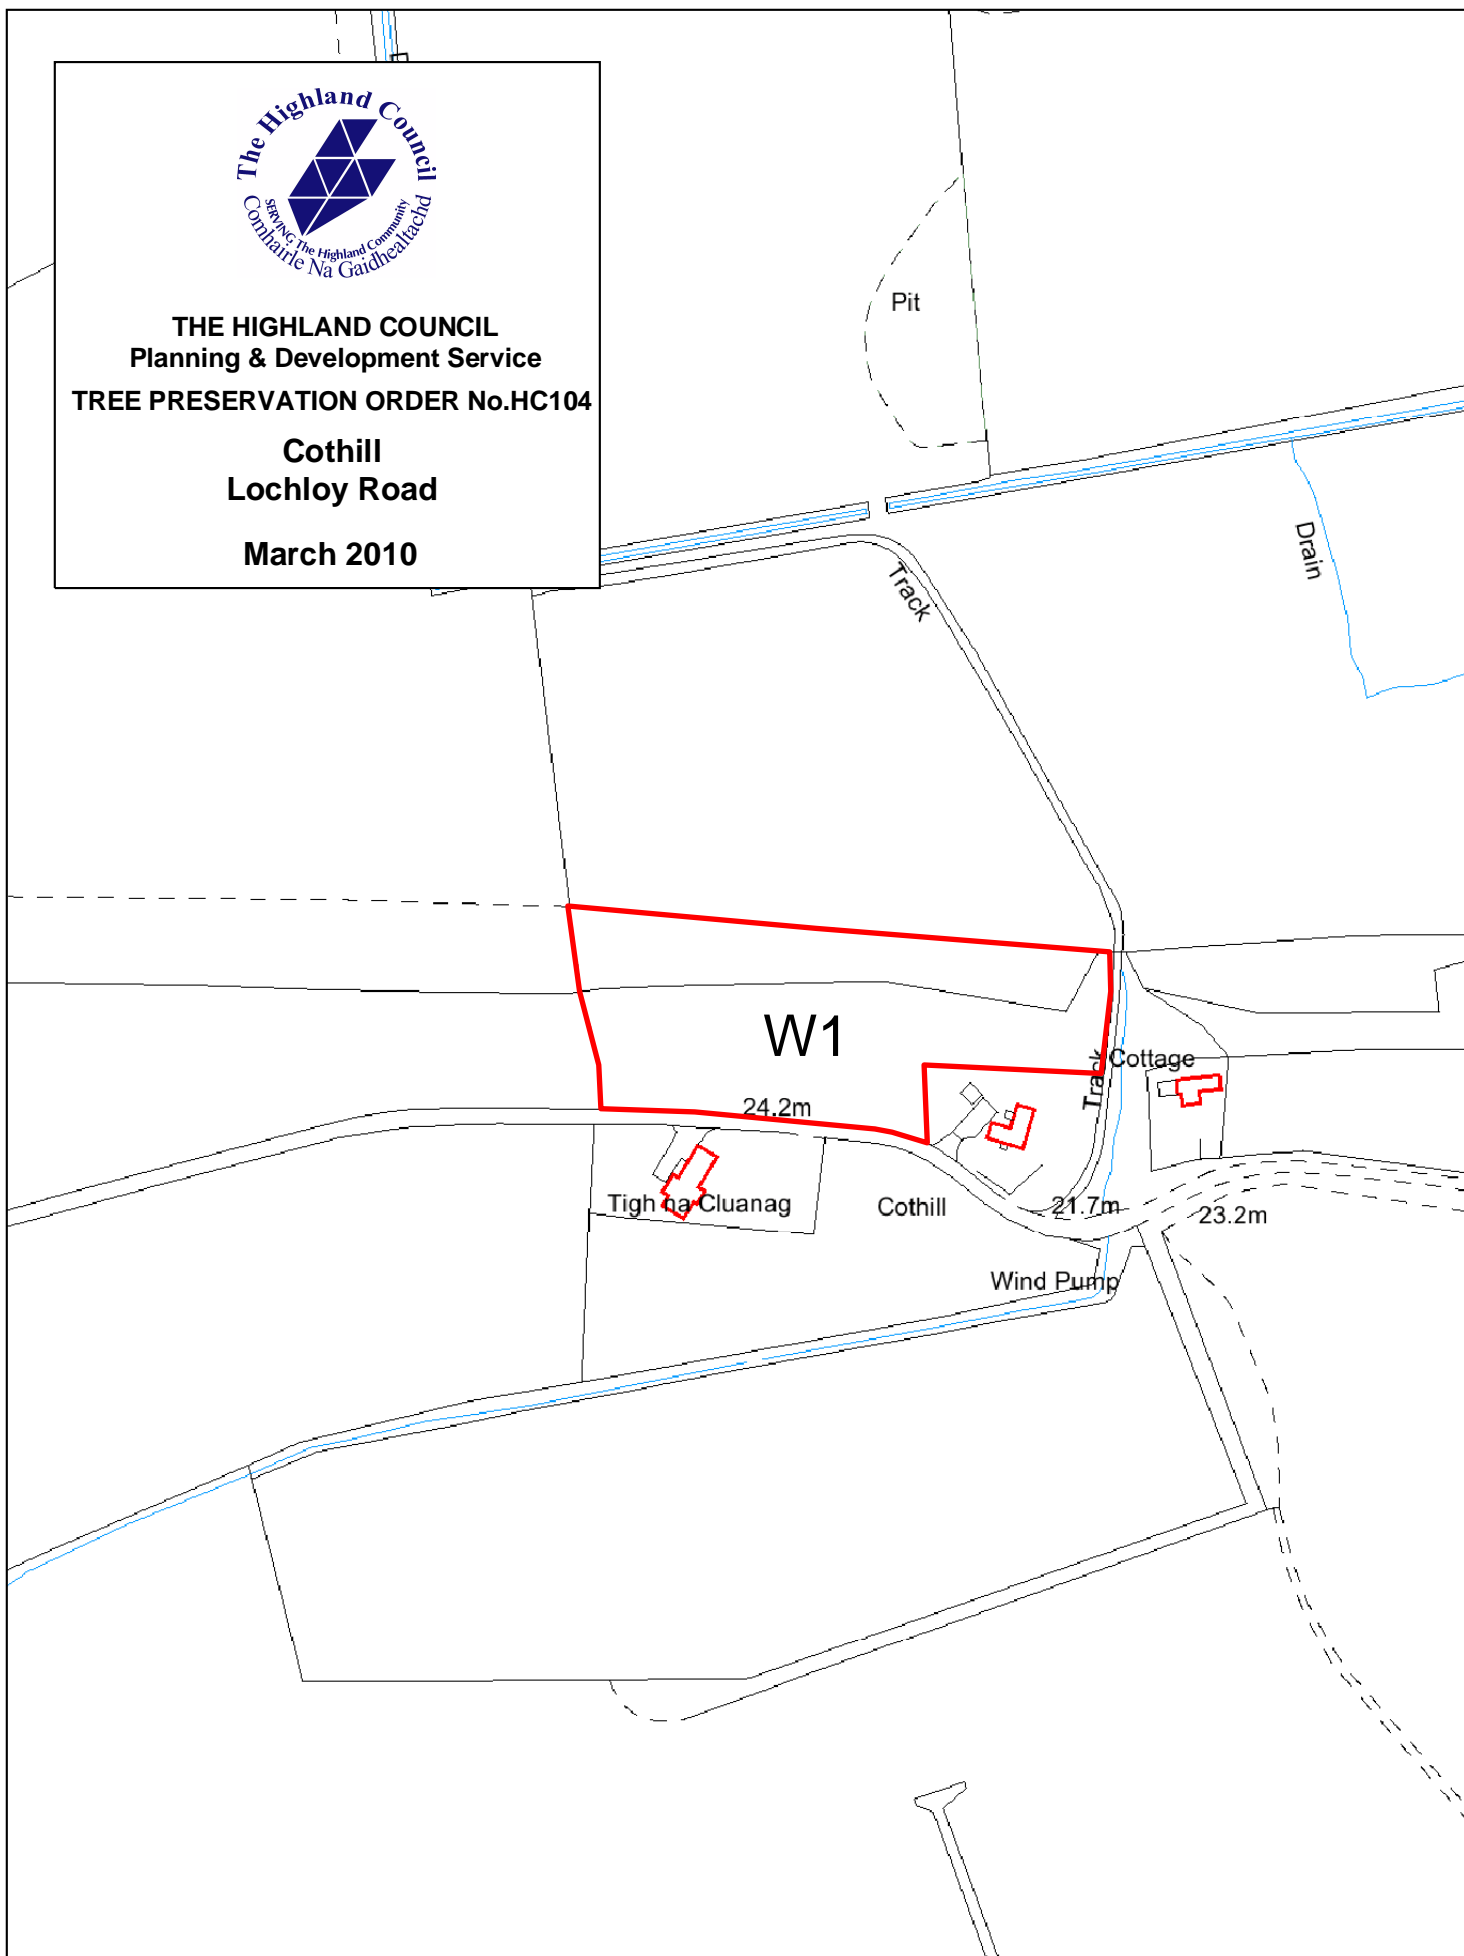 The Highland Council
SERVING The Highland Community
Comhairle Na Gaidhealtachd
THE HIGHLAND COUNCIL
Planning & Development Service
TREE PRESERVATION ORDER No.HC104
Cothill
Lochloy Road
March 2010
Pit
Drain
Track
W1
Track
Cottage
24.2m
Tigh na Cluanag
Cothill
21.7m
23.2m
Wind Pump